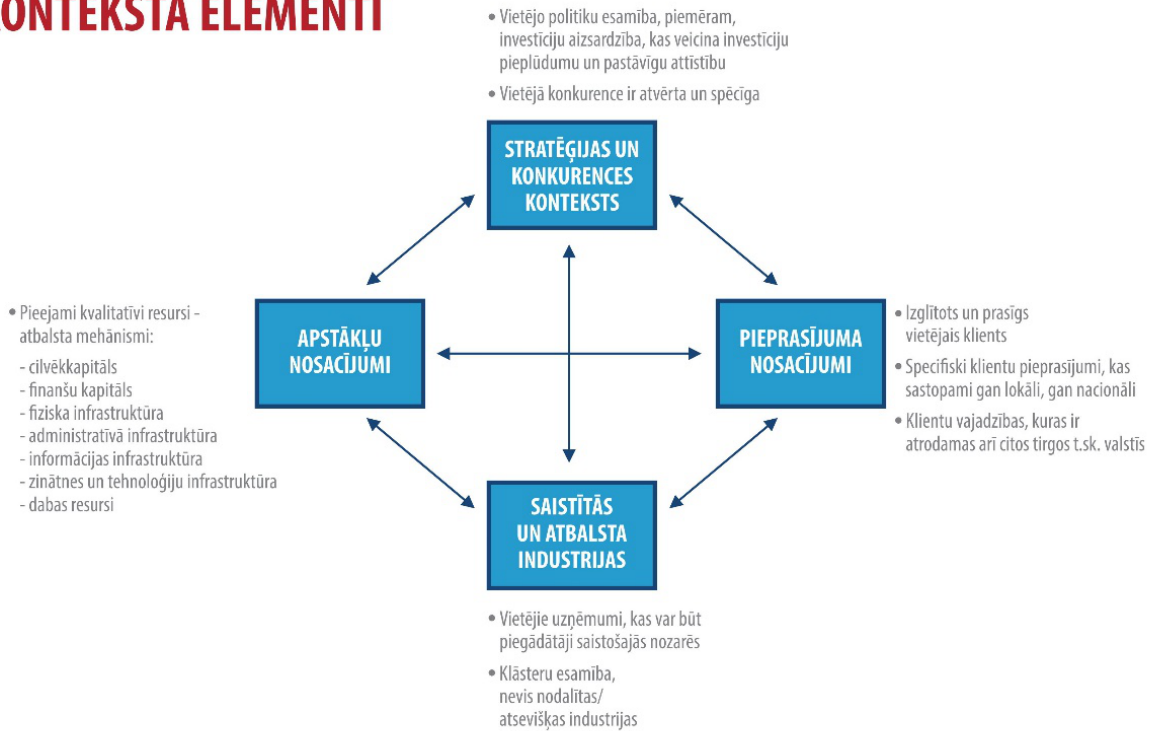 KONTEKSTA ELEMENTI
• Vietējo politiku esamība, piemēram,
investīciju aizsardzība, kas veicina investīciju
pieplūdumu un pastāvīgu attīstību
• Vietējā konkurence ir atvērta un spēcīga
STRATĒĢIJAS UN
KONKURENCES
KONTEKSTS
• Pieejami kvalitatīvi resursi -
atbalsta mehānismi:
- cilvēkkapitāls
- finanšu kapitāls
- fiziska infrastruktūra
- administratīvā infrastruktūra
- informācijas infrastruktūra
- zinātnes un tehnoloģiju infrastruktūra
- dabas resursi
APSTĀKĻU
NOSACĪJUMI
PIEPRASĪJUMA
NOSACĪJUMI
• Izglītots un prasīgs
vietējais klients
• Specifiski klientu pieprasījumi, kas
sastopami gan lokāli, gan nacionāli
• Klientu vajadzības, kuras ir
atrodamas arī citos tirgos t.sk. valstīs
SAISTĪTĀS
UN ATBALSTA
INDUSTRIJAS
• Vietējie uzņēmumi, kas var būt
piegādātāji saistošajās nozarēs
• Klāsteru esamība,
nevis nodalītas/
atsevišķas industrijas